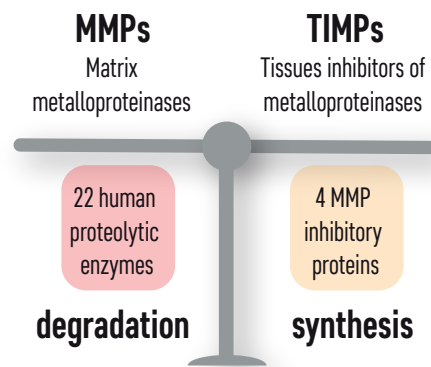 MMPs
Matrix
metalloproteinases
TIMPs
Tissues inhibitors of
metalloproteinases
22 human
proteolytic
enzymes
4 MMP
inhibitory
proteins
degradation
synthesis